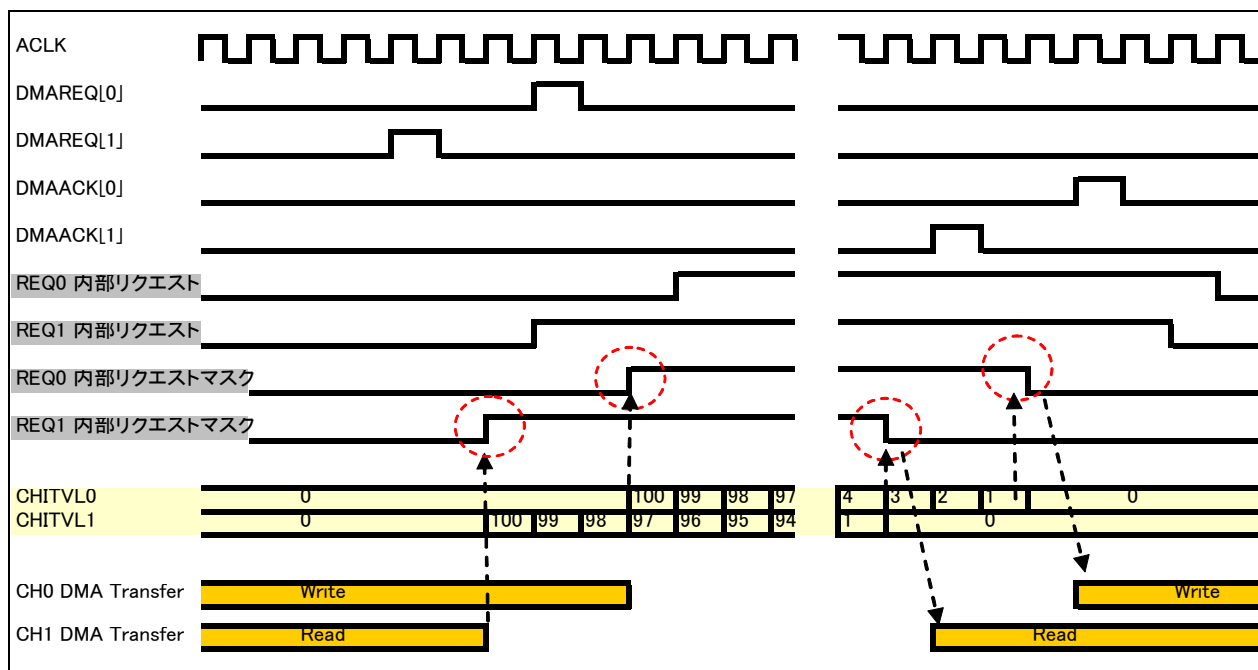 ACLK
DMAREQ[0]
DMAREQ[1]
DMAACK[0]
DMAACK[1]
REQ0 内部リクエスト
REQ1 内部リクエスト
REQ0 内部リクエストマスク
REQ1 内部リクエストマスク
CHITVL0 0 100 99 98 97 4 3 2 1 0
CHITVL1 0 100 99 98 97 96 95 94 1 0
CH0 DMA Transfer Write Write
CH1 DMA Transfer Read Read